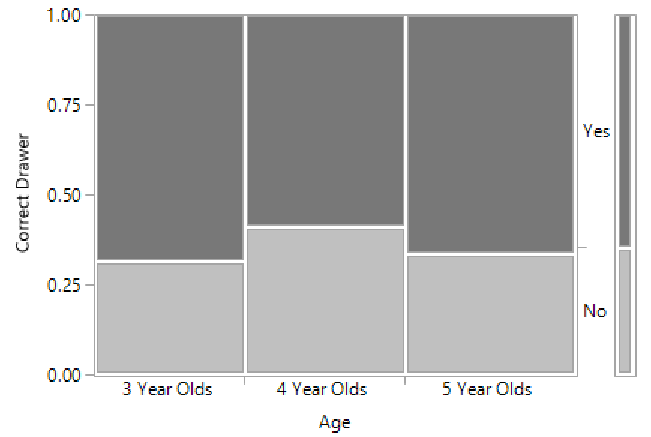 Correct Drawer
1.00
0.75
0.50
0.25
0.00
3 Year Olds
4 Year Olds
5 Year Olds
Age
Yes
No